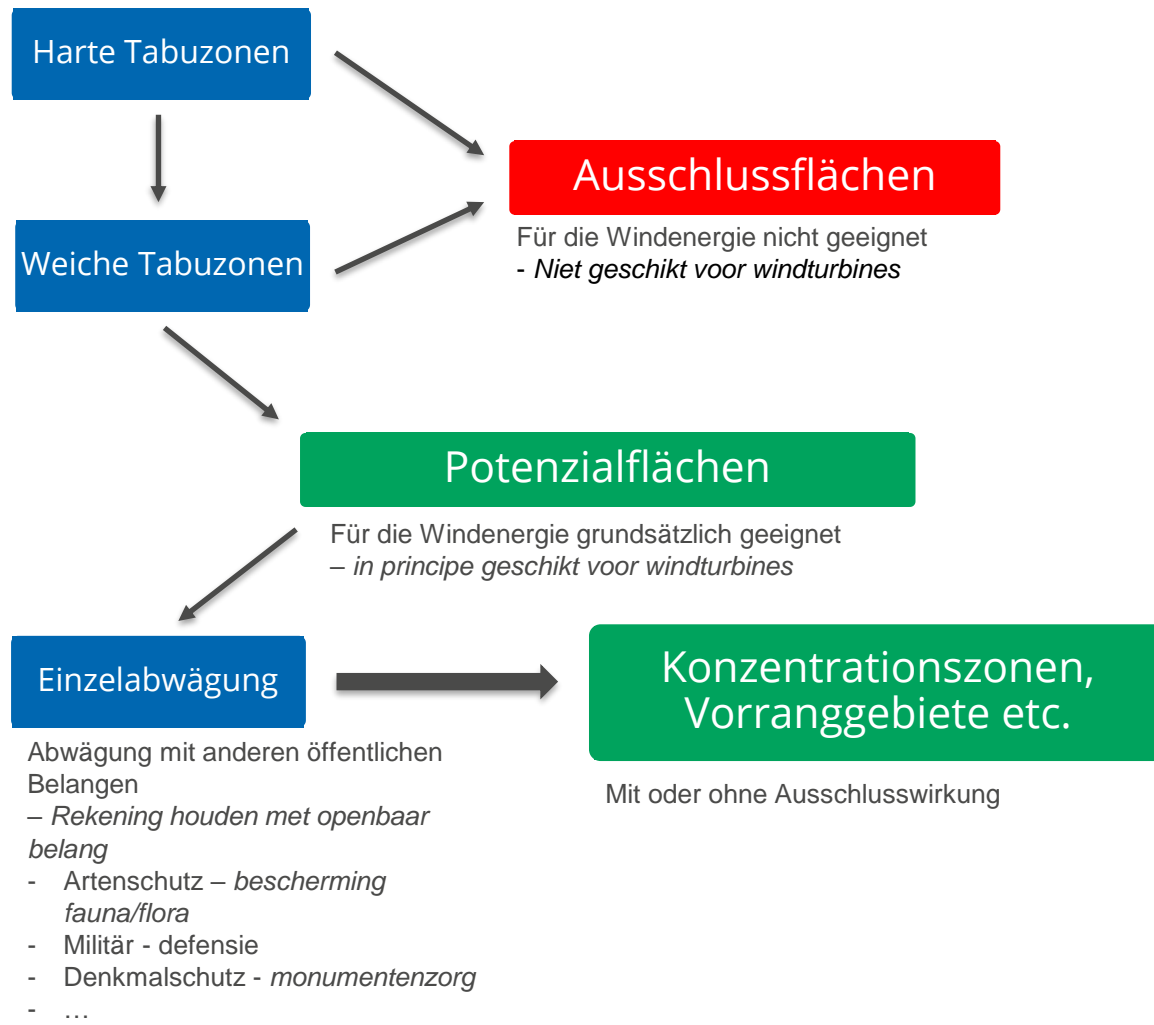 Harte Tabuzonen
Ausschlussflächen
Weiche Tabuzonen
Für die Windenergie nicht geeignet
- Niet geschikt voor windturbines
Potenzialflächen
Für die Windenergie grundsätzlich geeignet
– in principe geschikt voor windturbines
Einzelabwägung
Konzentrationszonen,
Vorranggebiete etc.
Abwägung mit anderen öffentlichen
Belangen
– Rekening houden met openbaar
belang
- Artenschutz – bescherming
fauna/flora
- Militär - defensie
- Denkmalschutz - monumentenzorg
- …
Mit oder ohne Ausschlusswirkung